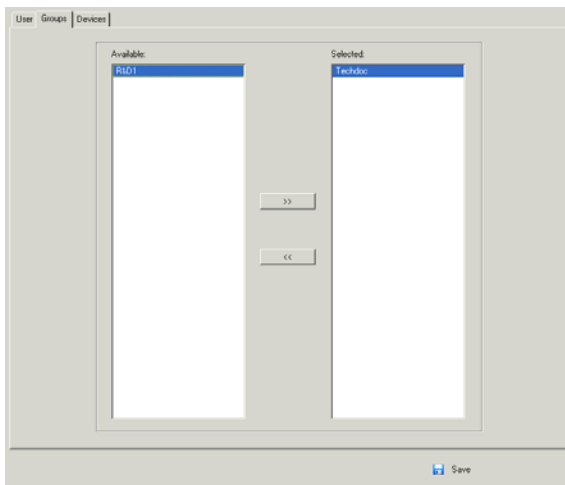 User Groups Devices
Available: Selected:
R&D1 Techdoc
>>
<<
Save